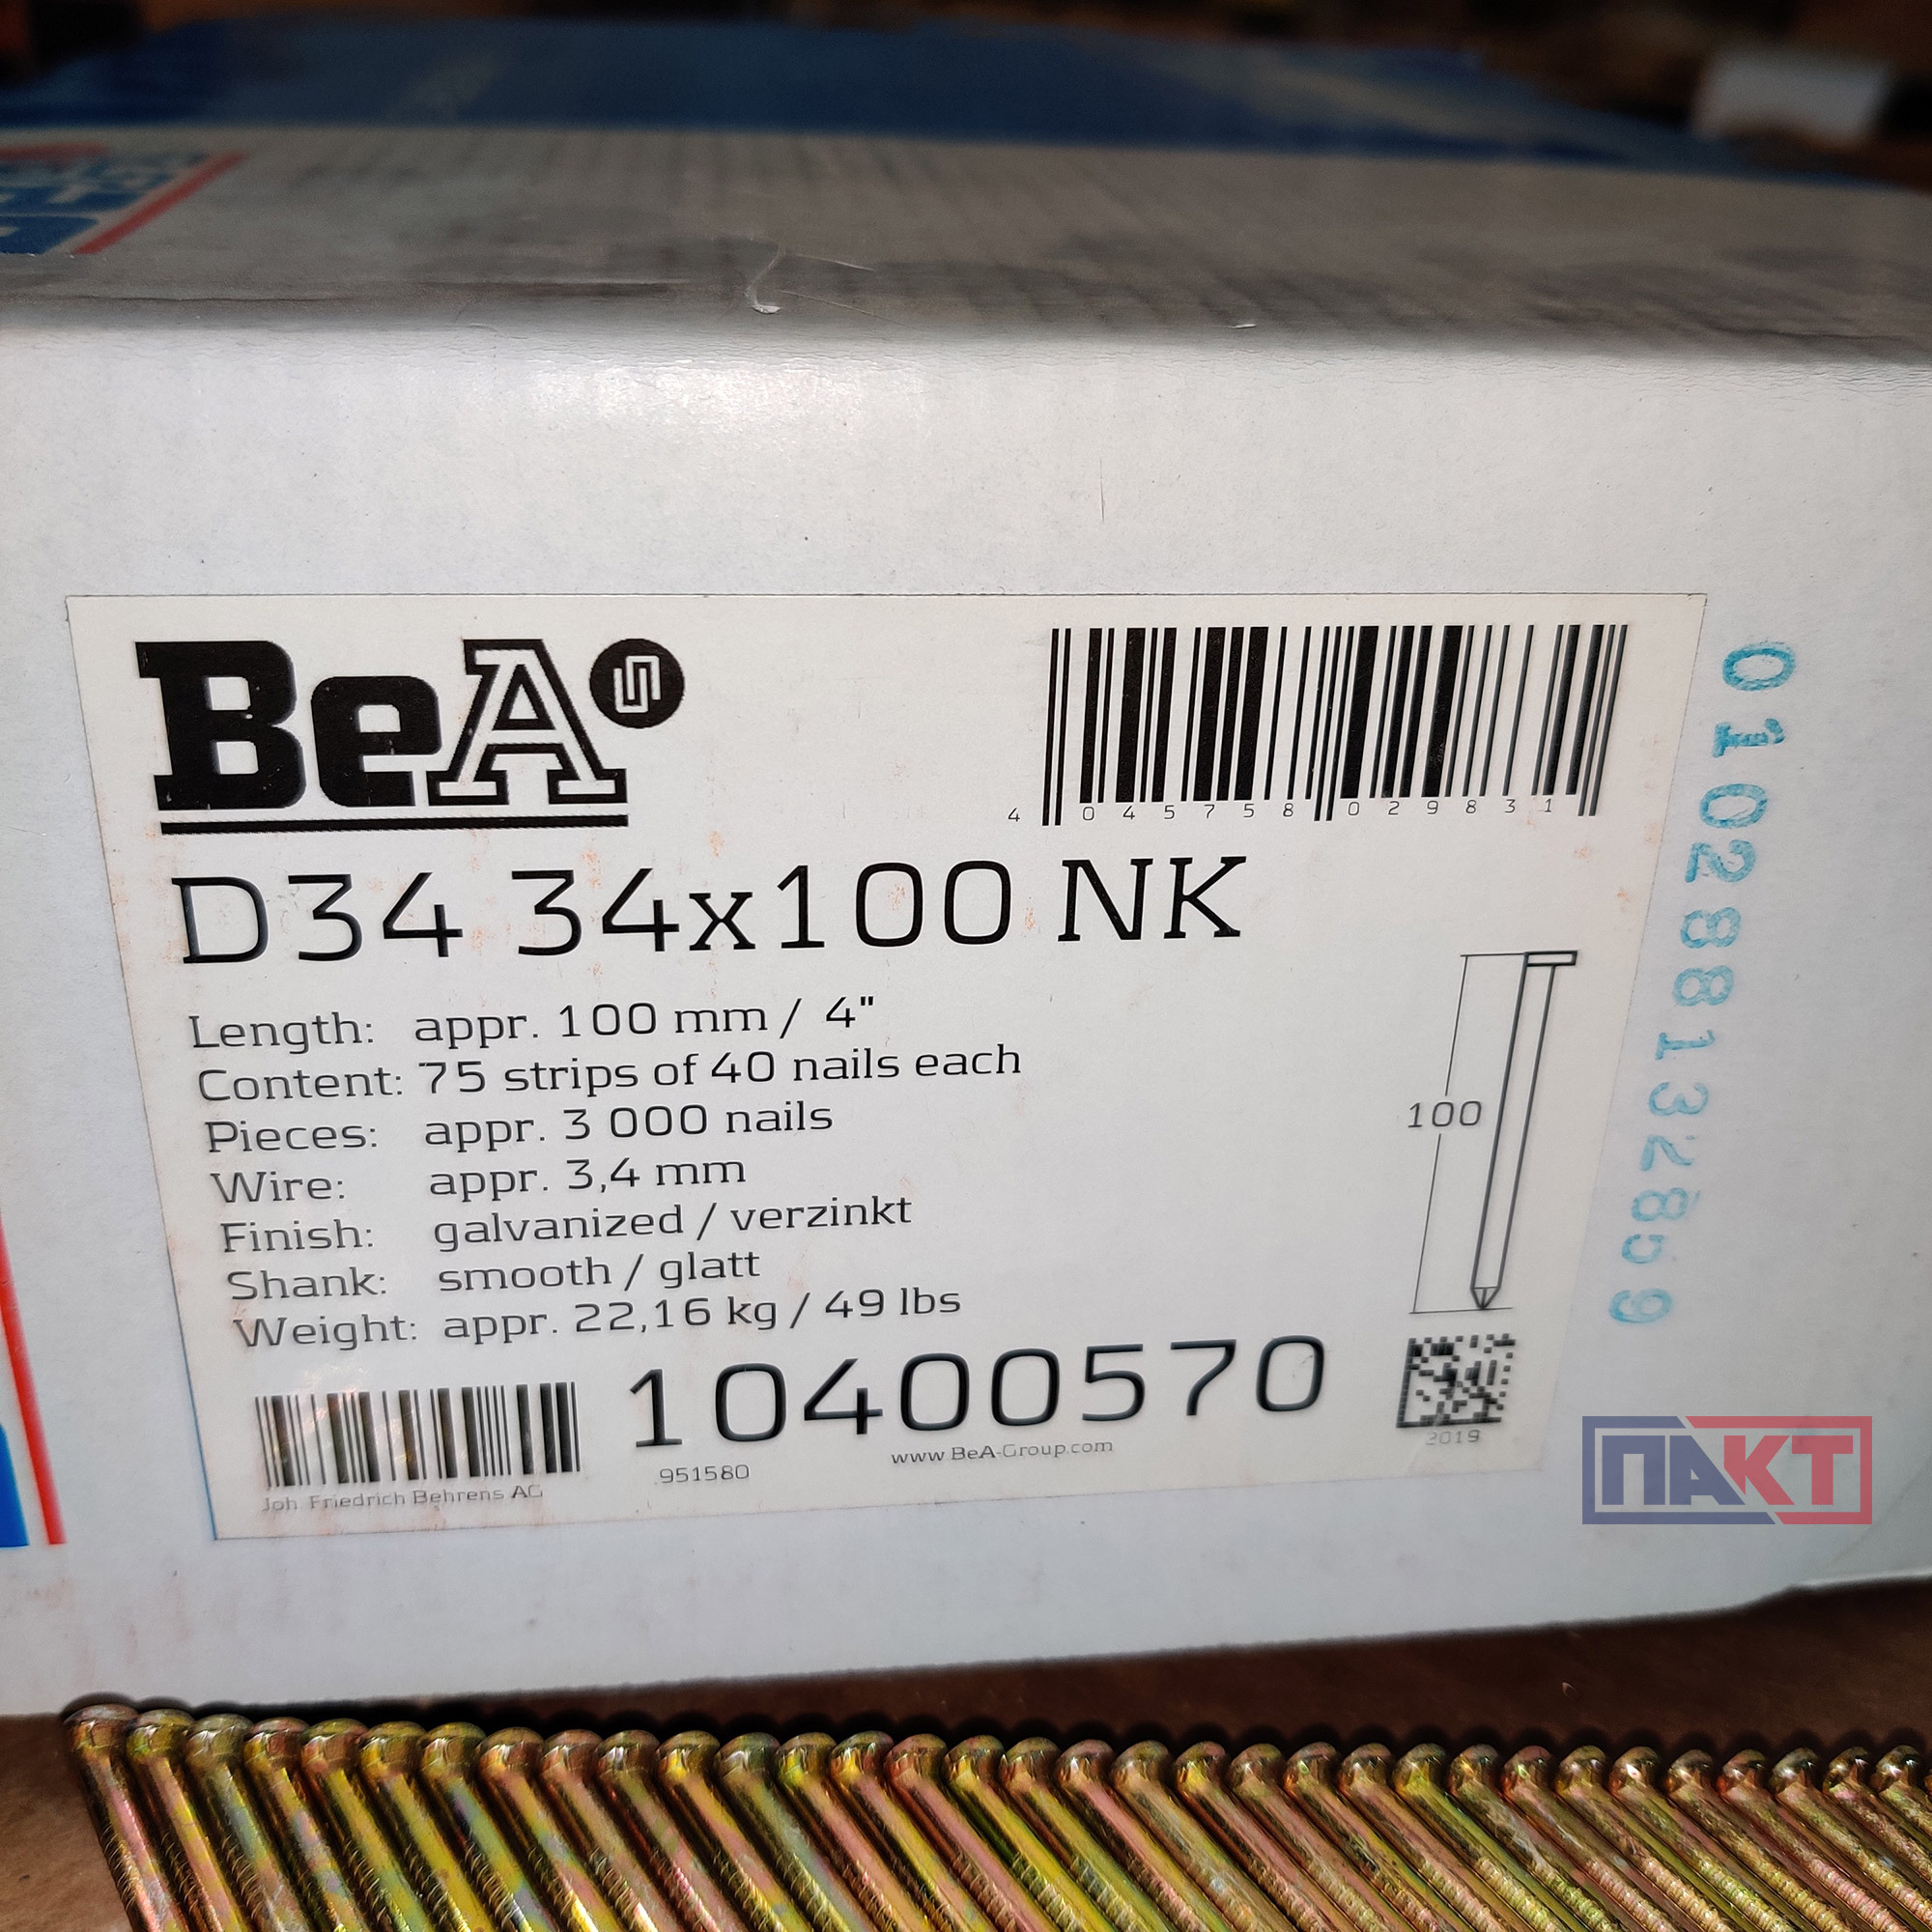 BeA
4 045758 029831
D34 34x100 NK
Length: appr. 100 mm / 4"
Content: 75 strips of 40 nails each
Pieces: appr. 3 000 nails
Wire: appr. 3,4 mm
Finish: galvanized / verzinkt
Shank: smooth / glatt
Weight: appr. 22,16 kg / 49 lbs
100
10400570
2019
951580
www.BeA-Group.com
Joh. Friedrich Behrens AG
010288132859
ПАКТ